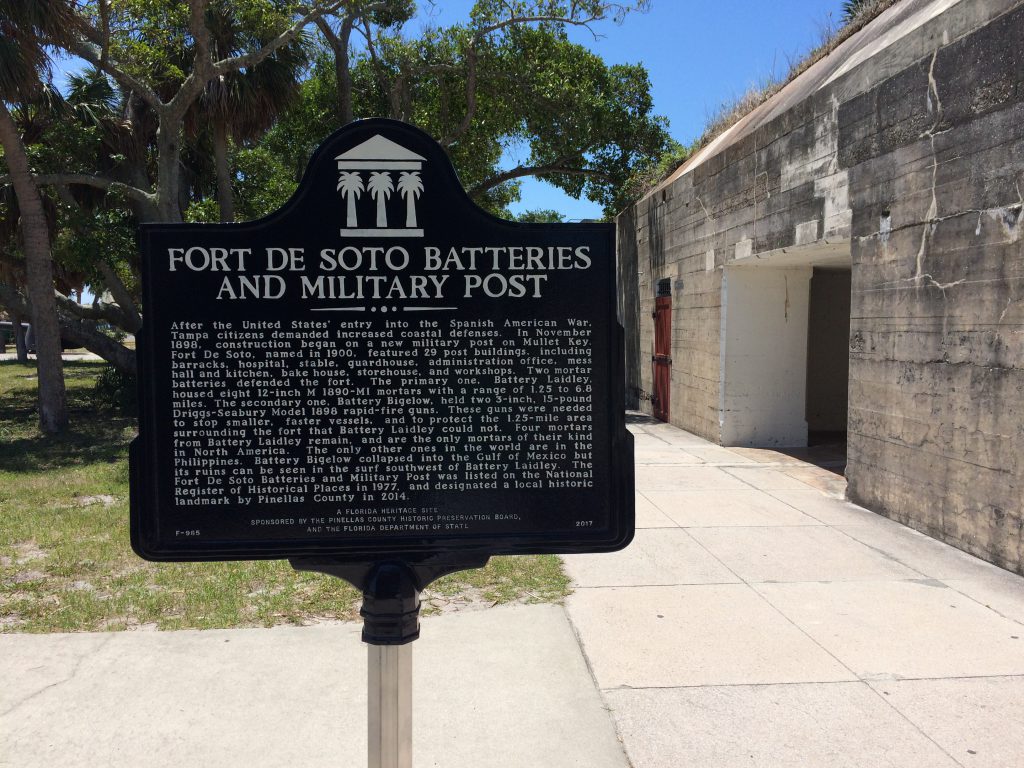 FORT DE SOTO BATTERIES
AND MILITARY POST
After the United States' entry into the Spanish American War,
Tampa citizens demanded increased coastal defenses. In November
1898, construction began on a new military post on Mullet Key.
Fort De Soto, named in 1900, featured 29 post buildings, including
barracks, hospital, stable, guardhouse, administration office, mess
hall and kitchen, bake house, storehouse, and workshops. Two mortar
batteries defended the fort. The primary one, Battery Laidley,
housed eight 12-inch M 1890-MI mortars with a range of 1.25 to 6.8
miles. The secondary one, Battery Bigelow, held two 3-inch, 15-pound
Driggs-Seabury Model 1898 rapid-fire guns. These guns were needed
to stop smaller, faster vessels, and to protect the 1.25-mile area
surrounding the fort that Battery Laidley could not. Four mortars
from Battery Laidley remain, and are the only mortars of their kind
in North America. The only other ones in the world are in the
Philippines. Battery Bigelow collapsed into the Gulf of Mexico but
its ruins can be seen in the surf southwest of Battery Laidley. The
Fort De Soto Batteries and Military Post was listed on the National
Register of Historical Places in 1977, and designated a local historic
landmark by Pinellas County in 2014.
A FLORIDA HERITAGE SITE
SPONSORED BY THE PINELLAS COUNTY HISTORIC PRESERVATION BOARD,
AND THE FLORIDA DEPARTMENT OF STATE
F-985 2017